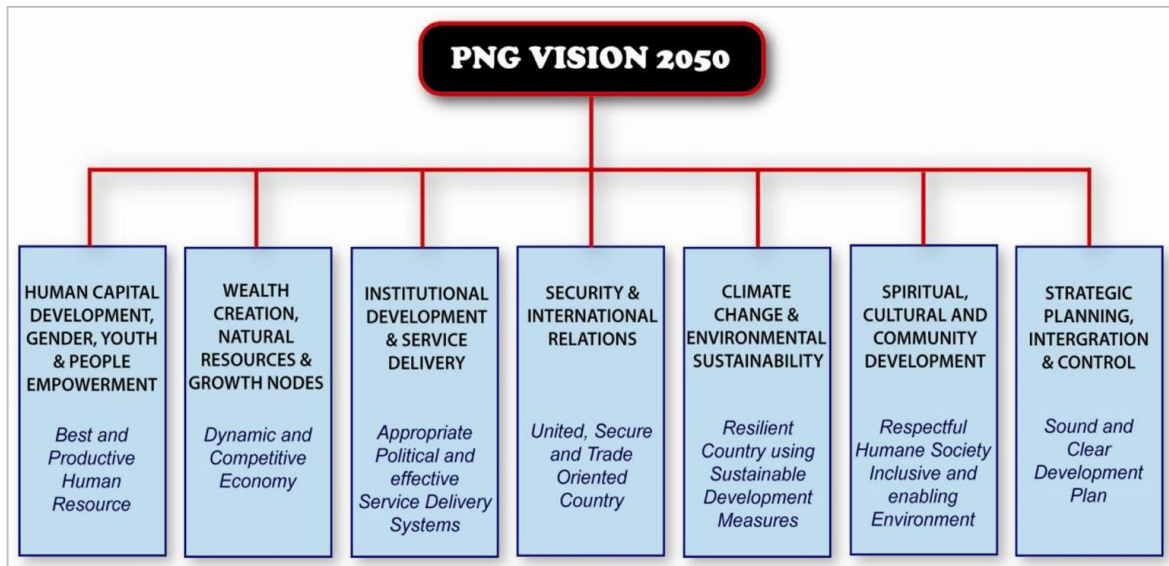 PNG VISION 2050
HUMAN CAPITAL
DEVELOPMENT,
GENDER, YOUTH
& PEOPLE
EMPOWERMENT
Best and
Productive
Human
Resource
WEALTH
CREATION,
NATURAL
RESOURCES &
GROWTH NODES
Dynamic and
Competitive
Economy
INSTITUTIONAL
DEVELOPMENT
& SERVICE
DELIVERY
Appropriate
Political and
effective
Service Delivery
Systems
SECURITY &
INTERNATIONAL
RELATIONS
United, Secure
and Trade
Oriented
Country
CLIMATE
CHANGE &
ENVIRONMENTAL
SUSTAINABILITY
Resilient
Country using
Sustainable
Development
Measures
SPIRITUAL,
CULTURAL AND
COMMUNITY
DEVELOPMENT
Respectful
Humane Society
Inclusive and
enabling
Environment
STRATEGIC
PLANNING,
INTERGRATION
& CONTROL
Sound and
Clear
Development
Plan